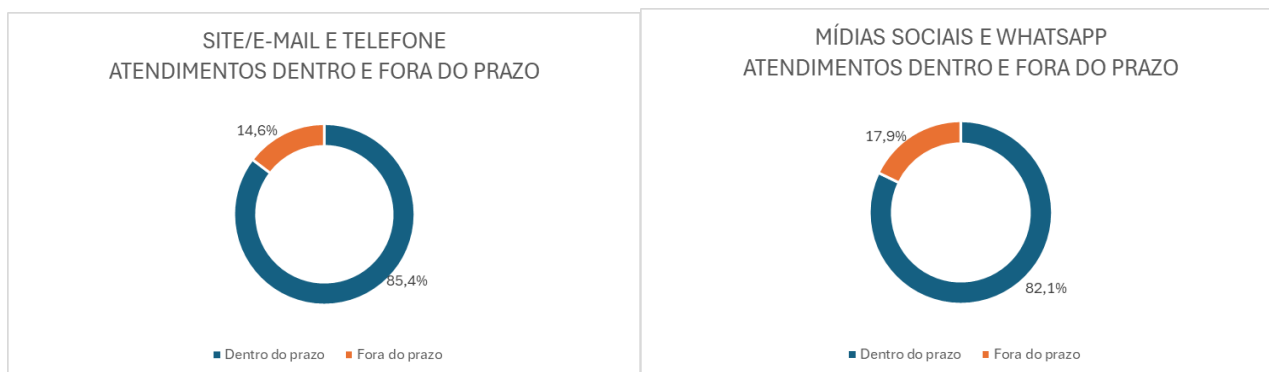 SITE/E-MAIL E TELEFONE
ATENDIMENTOS DENTRO E FORA DO PRAZO
14,6%
85,4%
Dentro do prazo
Fora do prazo
MÍDIAS SOCIAIS E WHATSAPP
ATENDIMENTOS DENTRO E FORA DO PRAZO
17,9%
82,1%
Dentro do prazo
Fora do prazo